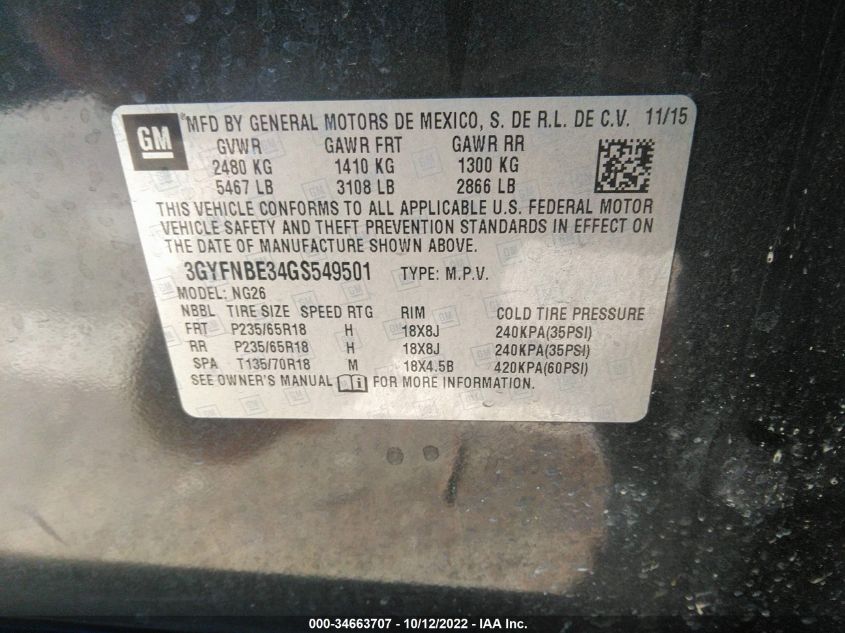 GM
MFD BY GENERAL MOTORS DE MEXICO, S. DE R.L. DE C.V. 11/15
GVWR GAWR FRT GAWR RR
2480 KG 1410 KG 1300 KG
5467 LB 3108 LB 2866 LB
THIS VEHICLE CONFORMS TO ALL APPLICABLE U.S. FEDERAL MOTOR
VEHICLE SAFETY AND THEFT PREVENTION STANDARDS IN EFFECT ON
THE DATE OF MANUFACTURE SHOWN ABOVE.
3GYFNBE34GS549501 TYPE: M.P.V.
MODEL: NG26
NBBL TIRE SIZE SPEED RTG RIM COLD TIRE PRESSURE
FRT P235/65R18 H 18X8J 240KPA(35PSI)
RR P235/65R18 H 18X8J 240KPA(35PSI)
SPA T135/70R18 M 18X4.5B 420KPA(60PSI)
SEE OWNER'S MANUAL FOR MORE INFORMATION.
000-34663707 - 10/12/2022 - IAA Inc.